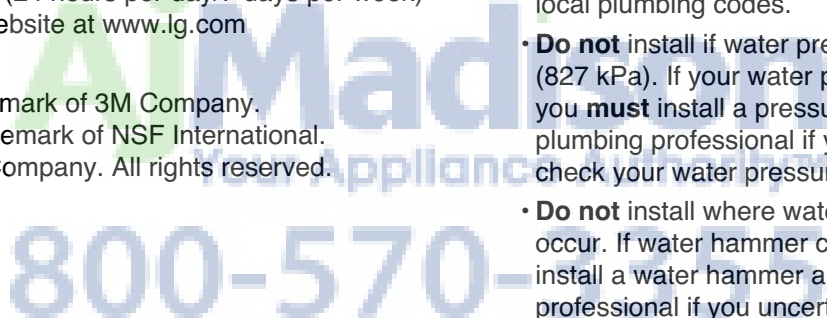 (24 hours per day/7 days per week)
website at www.lg.com
mark of 3M Company.
emark of NSF International.
Company. All rights reserved.
local plumbing codes.
• Do not install if water pre
(827 kPa). If your water p
you must install a pressu
plumbing professional if y
check your water pressur
• Do not install where wate
occur. If water hammer c
install a water hammer a
professional if you uncert
AjMadison
Your Appliance Authority
800-570-3355